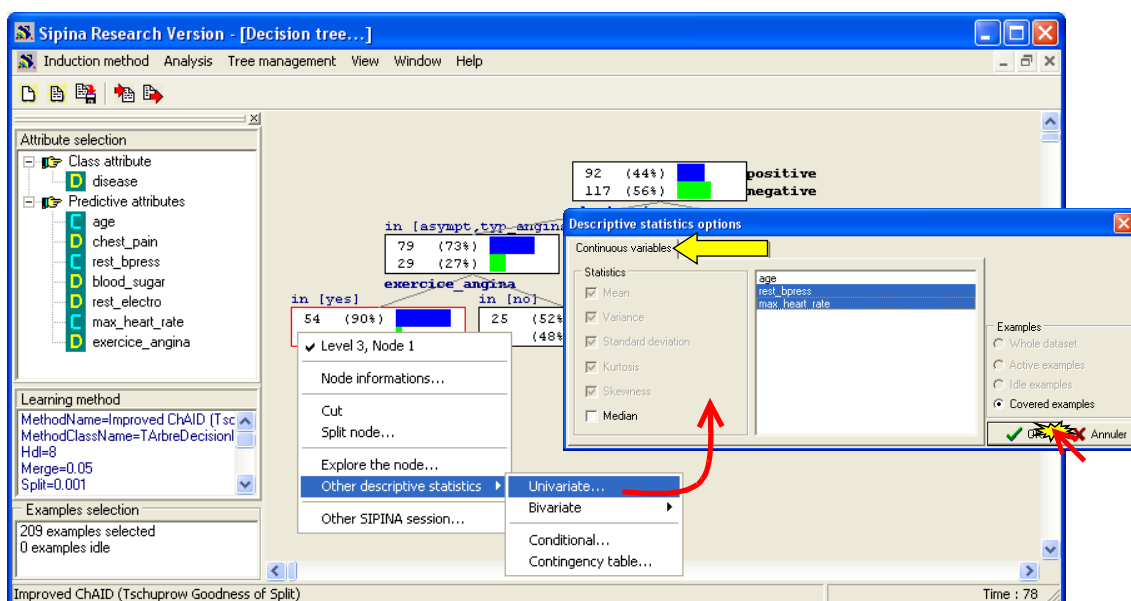 Sipina Research Version - [Decision tree...]
Induction method Analysis Tree management View Window Help
Attribute selection
Class attribute
D disease
Predictive attributes
C age
D chest_pain
C rest_bpress
D blood_sugar
D rest_electro
C max_heart_rate
D exercice_angina
Learning method
MethodName=Improved ChAID (Tsc
MethodClassName=TArbreDecisionI
Hdl=8
Merge=0.05
Split=0.001
Examples selection
209 examples selected
0 examples idle
92 (44%) positive
117 (56%) negative
in [asympt,typ_angina
79 (73%)
29 (27%)
exercice_angina
in [yes] in [no]
54 (90%)
25 (52%
(48%
Level 3, Node 1
Node informations...
Cut
Split node...
Explore the node...
Other descriptive statistics
Other SIPINA session...
Univariate...
Bivariate
Conditional...
Contingency table...
Descriptive statistics options
Continuous variables
Statistics
Mean
Variance
Standard deviation
Kurtosis
Skewness
Median
age
rest_bpress
max_heart_rate
Examples
Whole dataset
Active examples
Idle examples
Covered examples
Annuler
Improved ChAID (Tschuprow Goodness of Split)
Time : 78